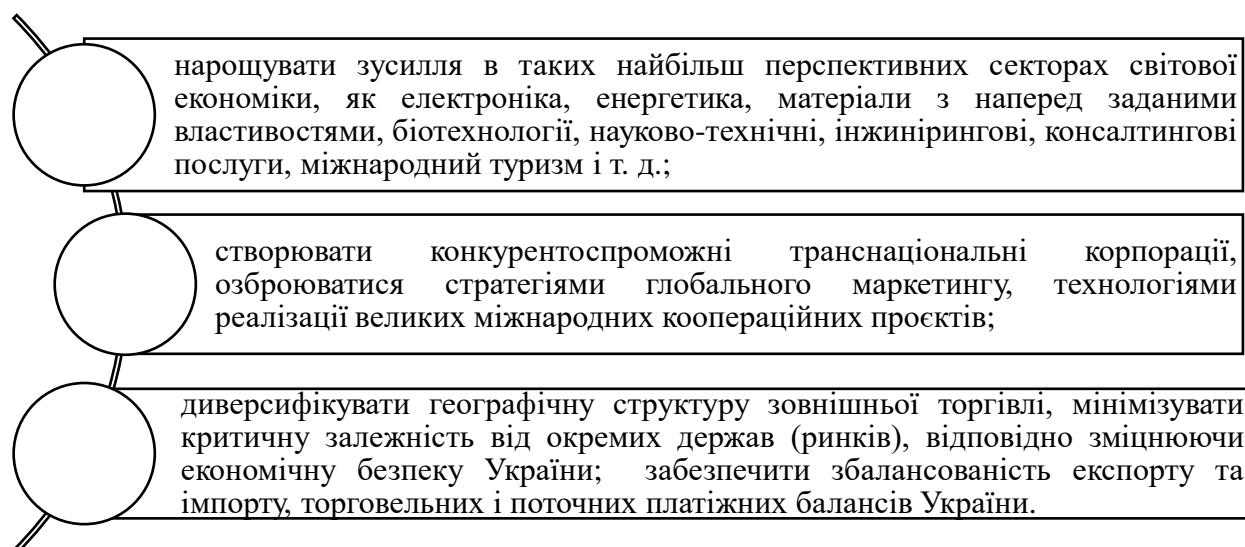 нарощувати зусилля в таких найбільш перспективних секторах світової
економіки, як електроніка, енергетика, матеріали з наперед заданими
властивостями, біотехнології, науково-технічні, інжинірингові, консалтингові
послуги, міжнародний туризм і т. д.;
створювати конкурентоспроможні транснаціональні корпорації,
озброюватися стратегіями глобального маркетингу, технологіями
реалізації великих міжнародних коопераційних проєктів;
диверсифікувати географічну структуру зовнішньої торгівлі, мінімізувати
критичну залежність від окремих держав (ринків), відповідно зміцнюючи
економічну безпеку України; забезпечити збалансованість експорту та
імпорту, торговельних і поточних платіжних балансів України.